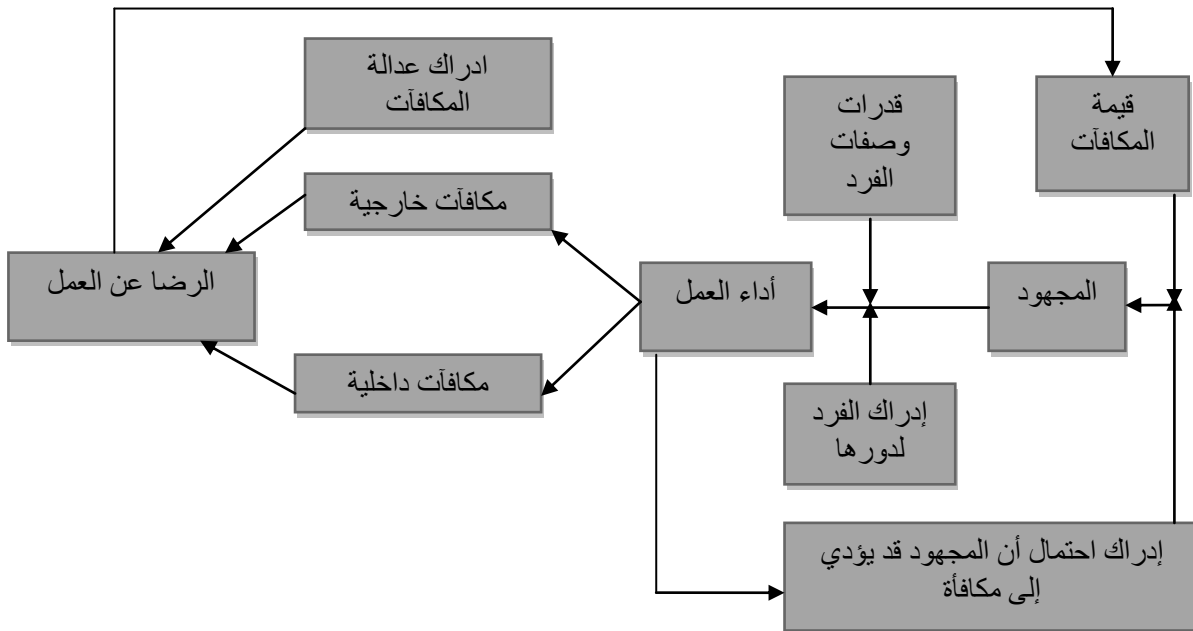 ادراك عدالة
المكافآت
قدرات
وصفات
الفرد
قيمة
المكافآت
مكافآت خارجية
الرضا عن العمل
أداء العمل
المجهود
مكافآت داخلية
إدراك الفرد
لدورها
إدراك احتمال أن المجهود قد يؤدي
إلى مكافأة